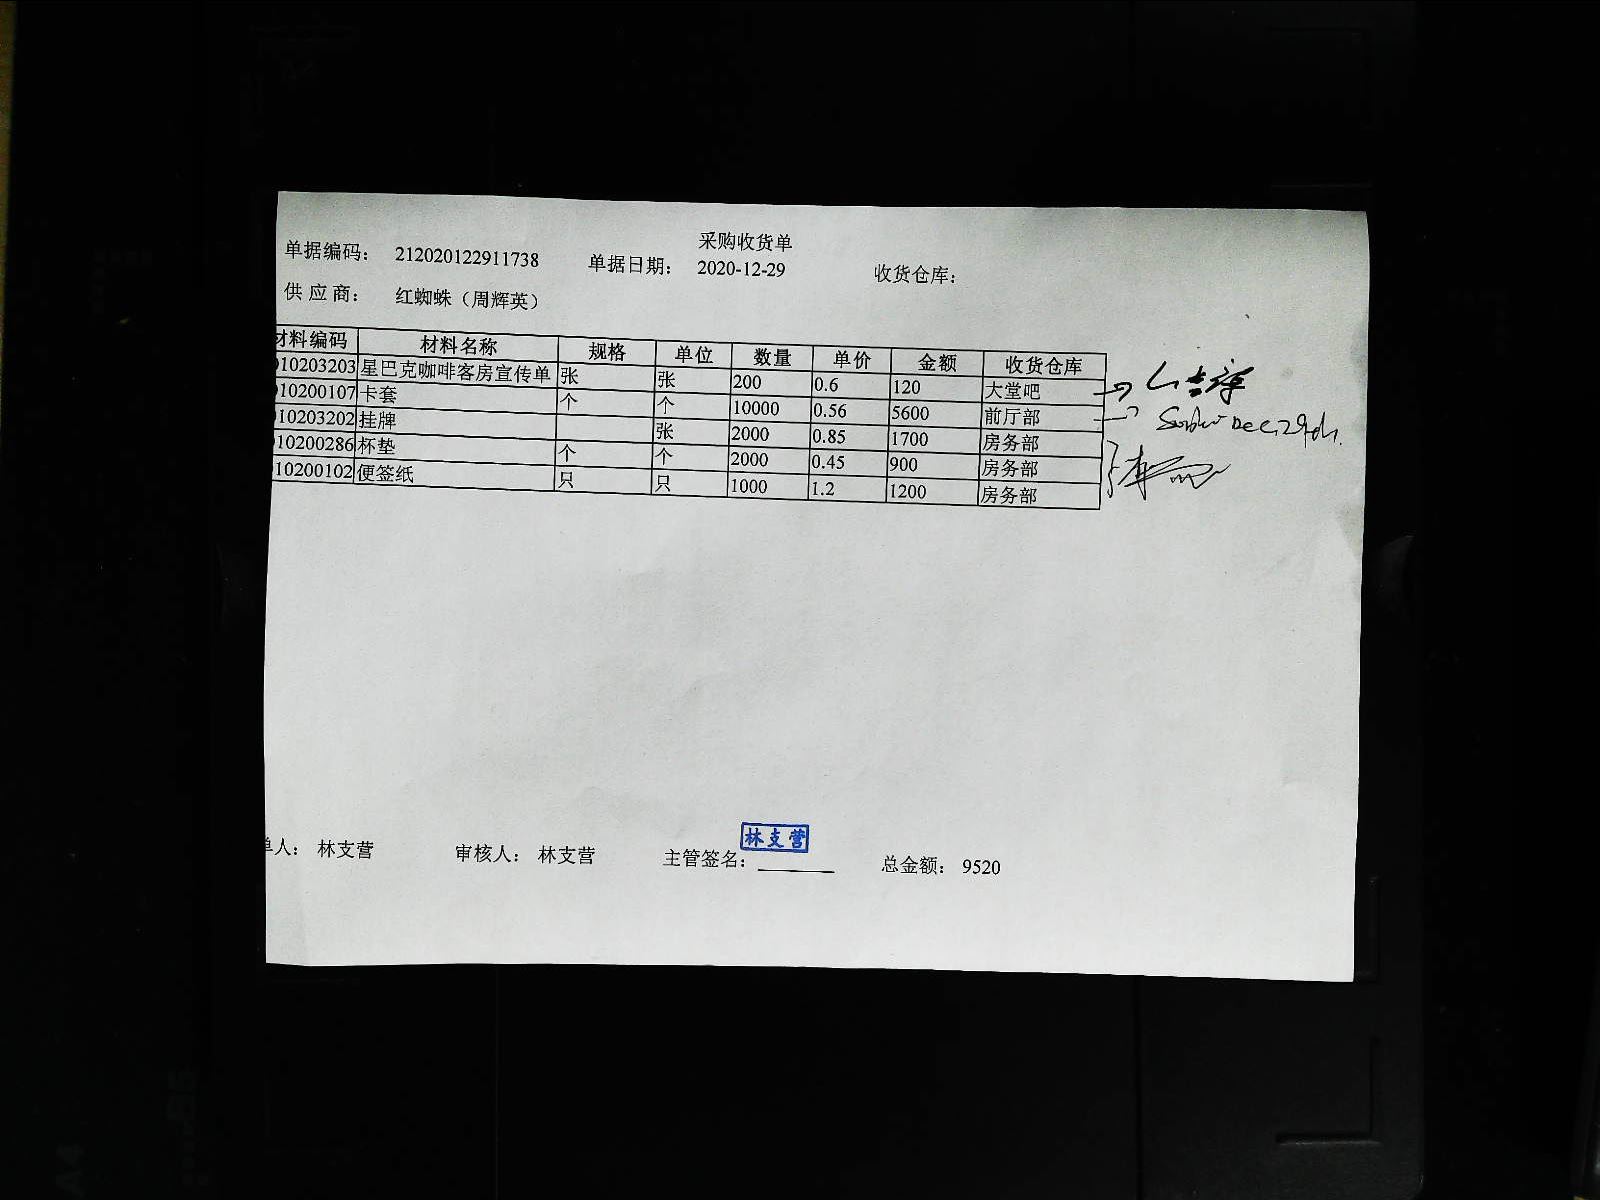 采购收货单
单据编码： 212020122911738 单据日期： 2020-12-29 收货仓库：
供 应 商： 红蜘蛛（周辉英）
材料编码 材料名称 规格 单位 数量 单价 金额 收货仓库
010203203 星巴克咖啡客房宣传单 张 张 200 0.6 120 大堂吧
010200107 卡套 个 个 10000 0.56 5600 前厅部
010203202 挂牌 张 2000 0.85 1700 房务部
010200286 杯垫 个 个 2000 0.45 900 房务部
10200102 便签纸 只 只 1000 1.2 1200 房务部
Dec, 29th.
林支营
单人： 林支营 审核人： 林支营 主管签名： 总金额： 9520